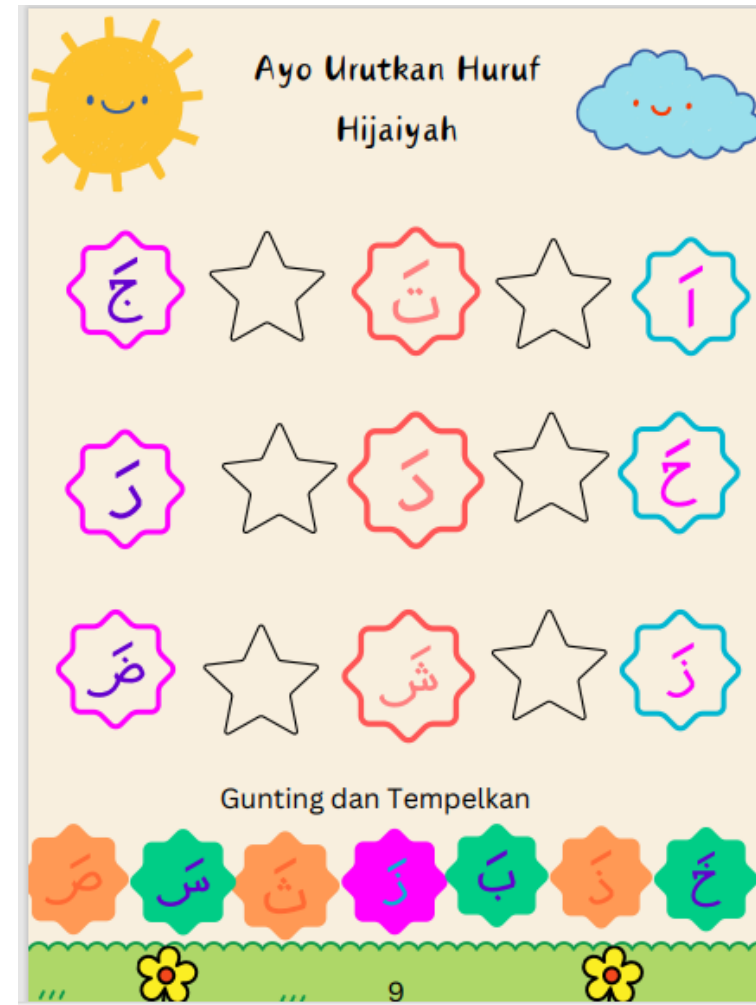 Ayo Urutkan Huruf
Hijaiyah
اَ تَ جَ
حَ دَ رَ
زَ شَ ضَ
Gunting dan Tempelkan
خَ ذَ بَ زَ ثَ سَ صَ
9